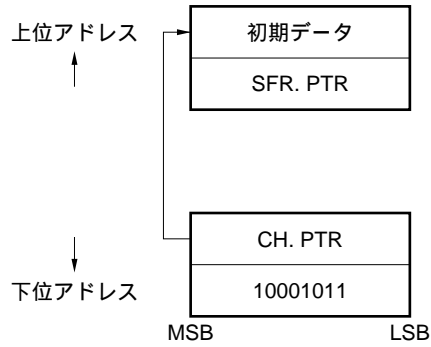 上位アドレス
初期データ
SFR. PTR
CH. PTR
下位アドレス
10001011
MSB
LSB